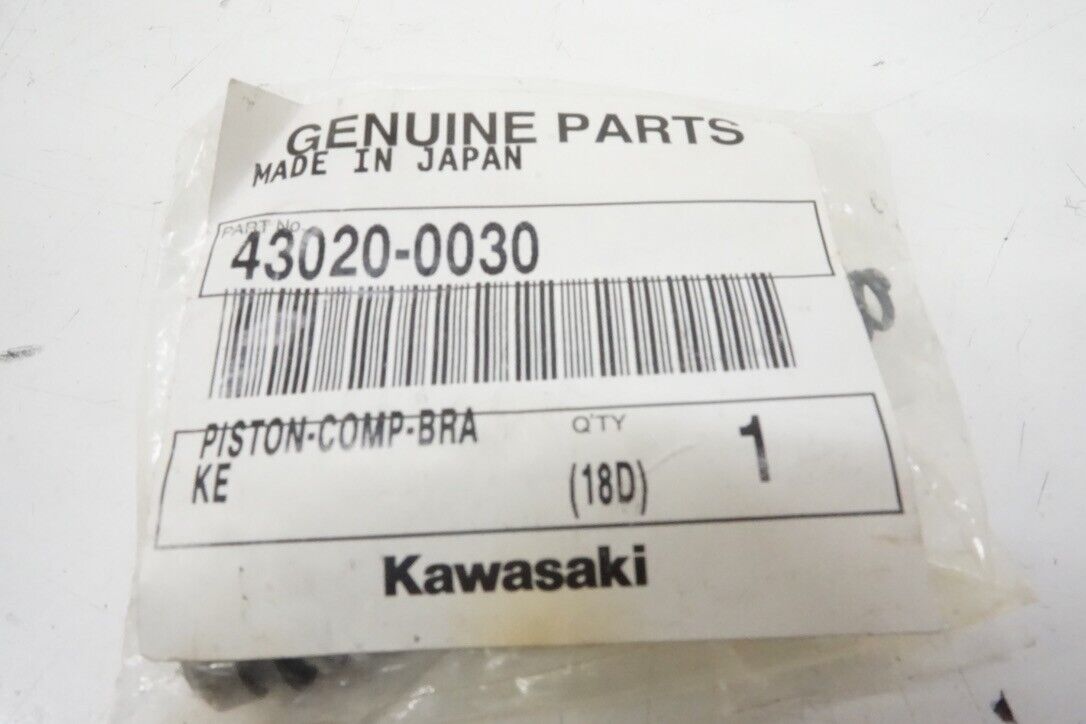 GENUINE PARTS
MADE IN JAPAN
PART No.
43020-0030
PISTON-COMP-BRA
KE
Q'TY
(18D)
1
Kawasaki